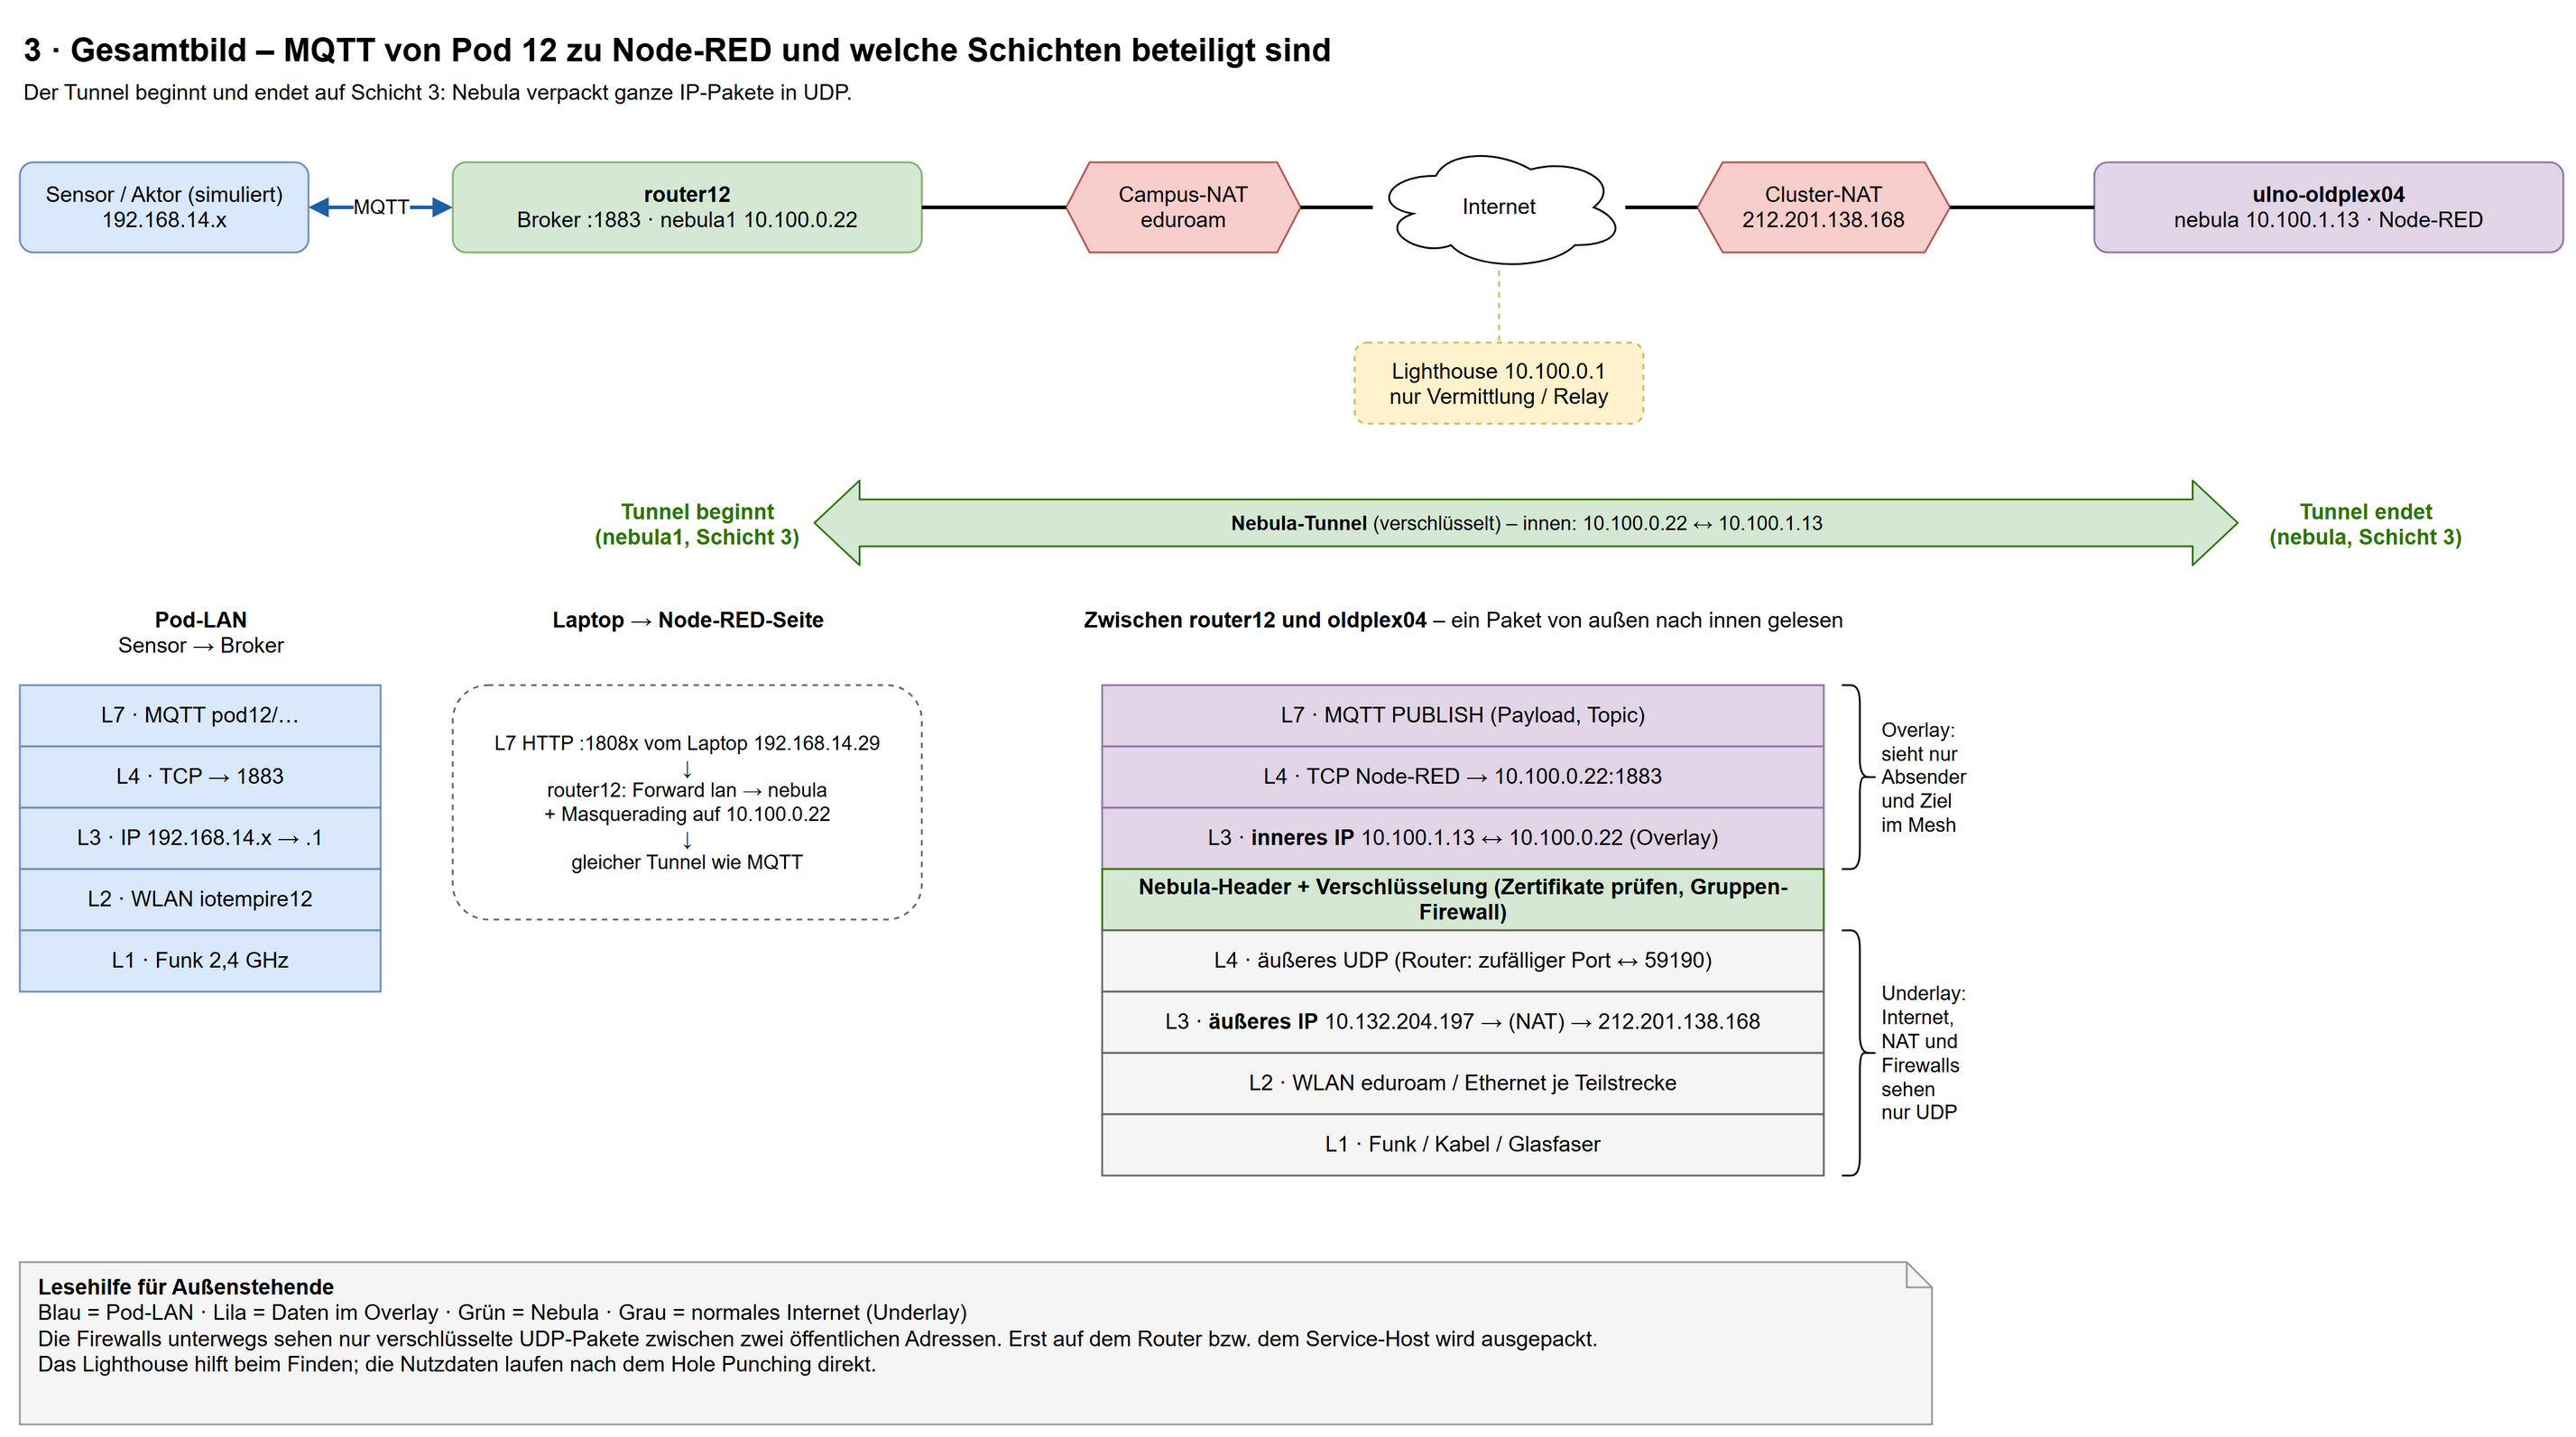 3 · Gesamtbild – MQTT von Pod 12 zu Node-RED und welche Schichten beteiligt sind
Der Tunnel beginnt und endet auf Schicht 3: Nebula verpackt ganze IP-Pakete in UDP.
Sensor / Aktor (simuliert)
192.168.14.x
MQTT
router12
Broker :1883 · nebula1 10.100.0.22
Campus-NAT
eduroam
Internet
Cluster-NAT
212.201.138.168
ulno-oldplex04
nebula 10.100.1.13 · Node-RED
Lighthouse 10.100.0.1
nur Vermittlung / Relay
Tunnel beginnt
(nebula1, Schicht 3)
Nebula-Tunnel (verschlüsselt) – innen: 10.100.0.22 ↔ 10.100.1.13
Tunnel endet
(nebula, Schicht 3)
Pod-LAN
Sensor → Broker
L7 · MQTT pod12/…
L4 · TCP → 1883
L3 · IP 192.168.14.x → .1
L2 · WLAN iotempire12
L1 · Funk 2,4 GHz
Laptop → Node-RED-Seite
L7 HTTP :1808x vom Laptop 192.168.14.29
↓
router12: Forward lan → nebula
+ Masquerading auf 10.100.0.22
↓
gleicher Tunnel wie MQTT
Zwischen router12 und oldplex04 – ein Paket von außen nach innen gelesen
L7 · MQTT PUBLISH (Payload, Topic)
L4 · TCP Node-RED → 10.100.0.22:1883
L3 · inneres IP 10.100.1.13 ↔ 10.100.0.22 (Overlay)
Nebula-Header + Verschlüsselung (Zertifikate prüfen, Gruppen-
Firewall)
L4 · äußeres UDP (Router: zufälliger Port ↔ 59190)
L3 · äußeres IP 10.132.204.197 → (NAT) → 212.201.138.168
L2 · WLAN eduroam / Ethernet je Teilstrecke
L1 · Funk / Kabel / Glasfaser
Overlay:
sieht nur
Absender
und Ziel
im Mesh
Underlay:
Internet,
NAT und
Firewalls
sehen
nur UDP
Lesehilfe für Außenstehende
Blau = Pod-LAN · Lila = Daten im Overlay · Grün = Nebula · Grau = normales Internet (Underlay)
Die Firewalls unterwegs sehen nur verschlüsselte UDP-Pakete zwischen zwei öffentlichen Adressen. Erst auf dem Router bzw. dem Service-Host wird ausgepackt.
Das Lighthouse hilft beim Finden; die Nutzdaten laufen nach dem Hole Punching direkt.